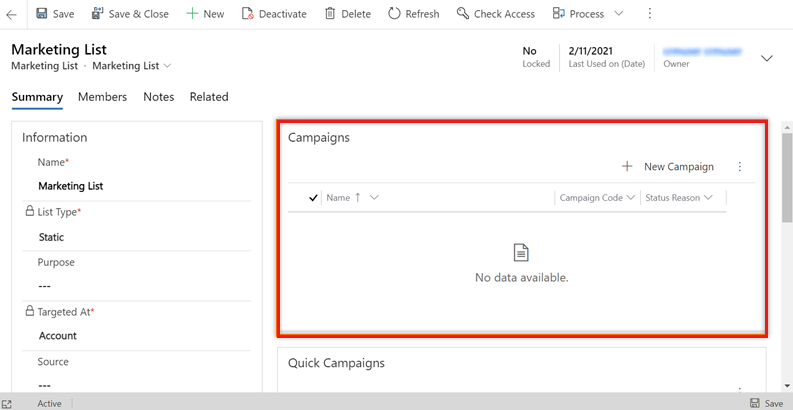 Save
Save & Close
New
Deactivate
Delete
Refresh
Check Access
Process
Marketing List
Marketing List · Marketing List
No
Locked
2/11/2021
Last Used on (Date)
Owner
Summary
Members
Notes
Related
Information
Name*
Marketing List
List Type*
Static
Purpose
---
Targeted At*
Account
Source
---
Campaigns
New Campaign
Name
Campaign Code
Status Reason
No data available.
Quick Campaigns
Active
Save